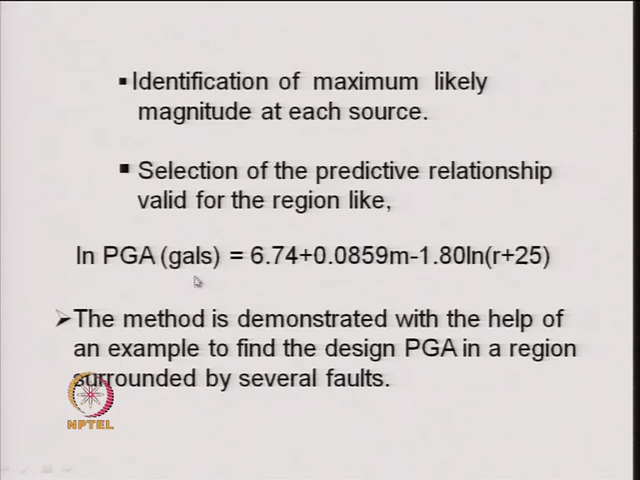 ▪Identification of maximum likely
magnitude at each source.
▪ Selection of the predictive relationship
valid for the region like,
ln PGA (gals) = 6.74+0.0859m-1.80ln(r+25)
➢The method is demonstrated with the help of
an example to find the design PGA in a region
surrounded by several faults.
NPTEL